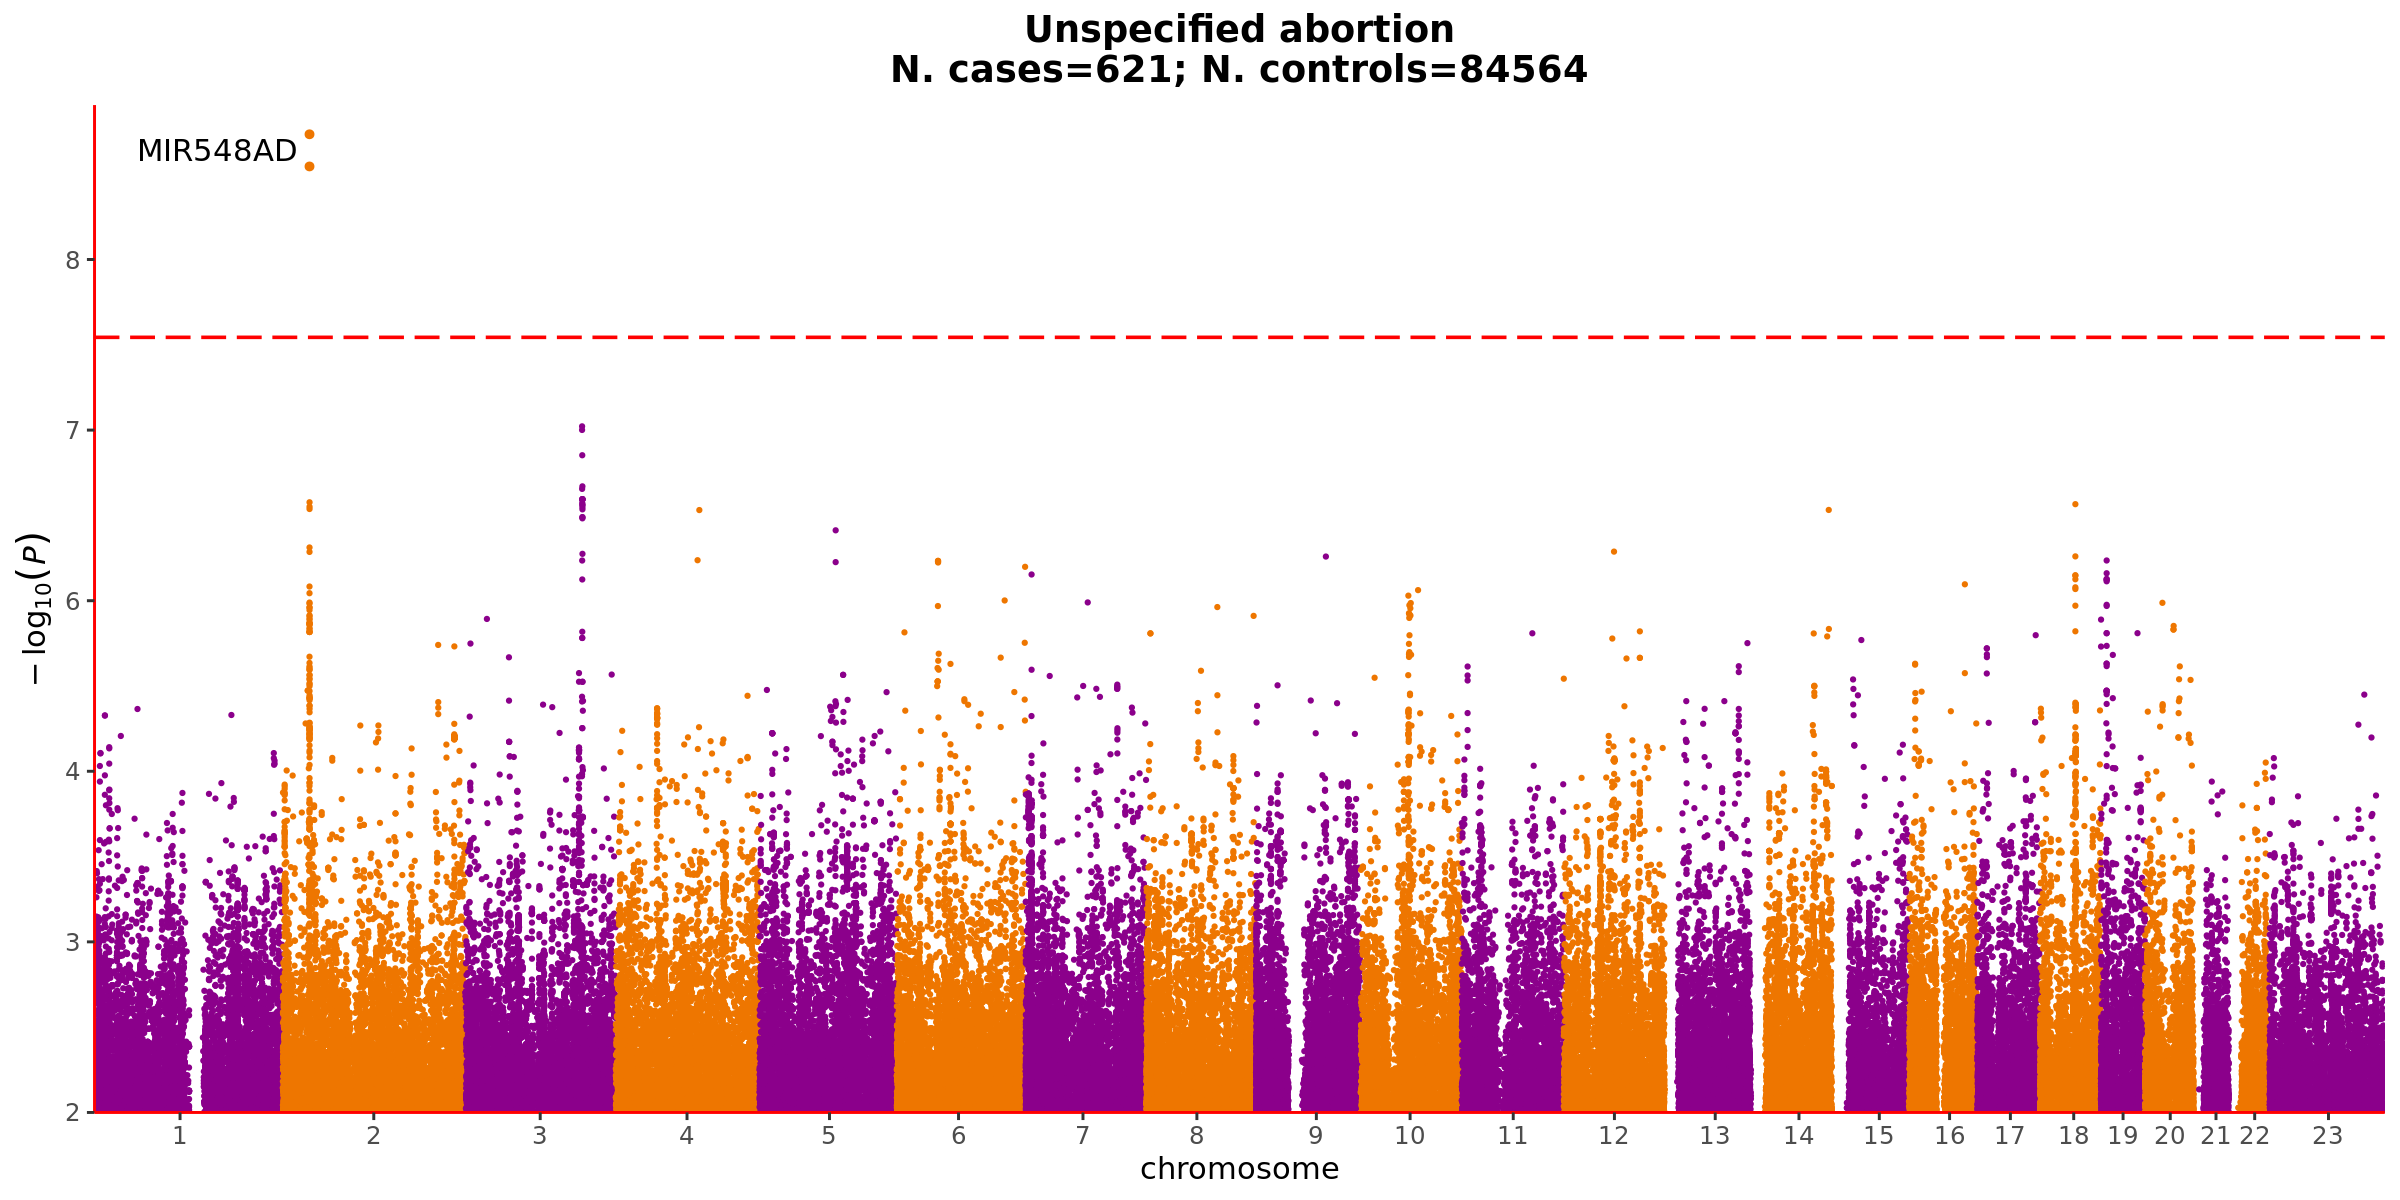 Unspecified abortion
N. cases=621; N. controls=84564
MIR548AD
8
7
6
5
4
3
2
−log10(P)
1 2 3 4 5 6 7 8 9 10 11 12 13 14 15 16 17 18 19 20 21 22 23
chromosome